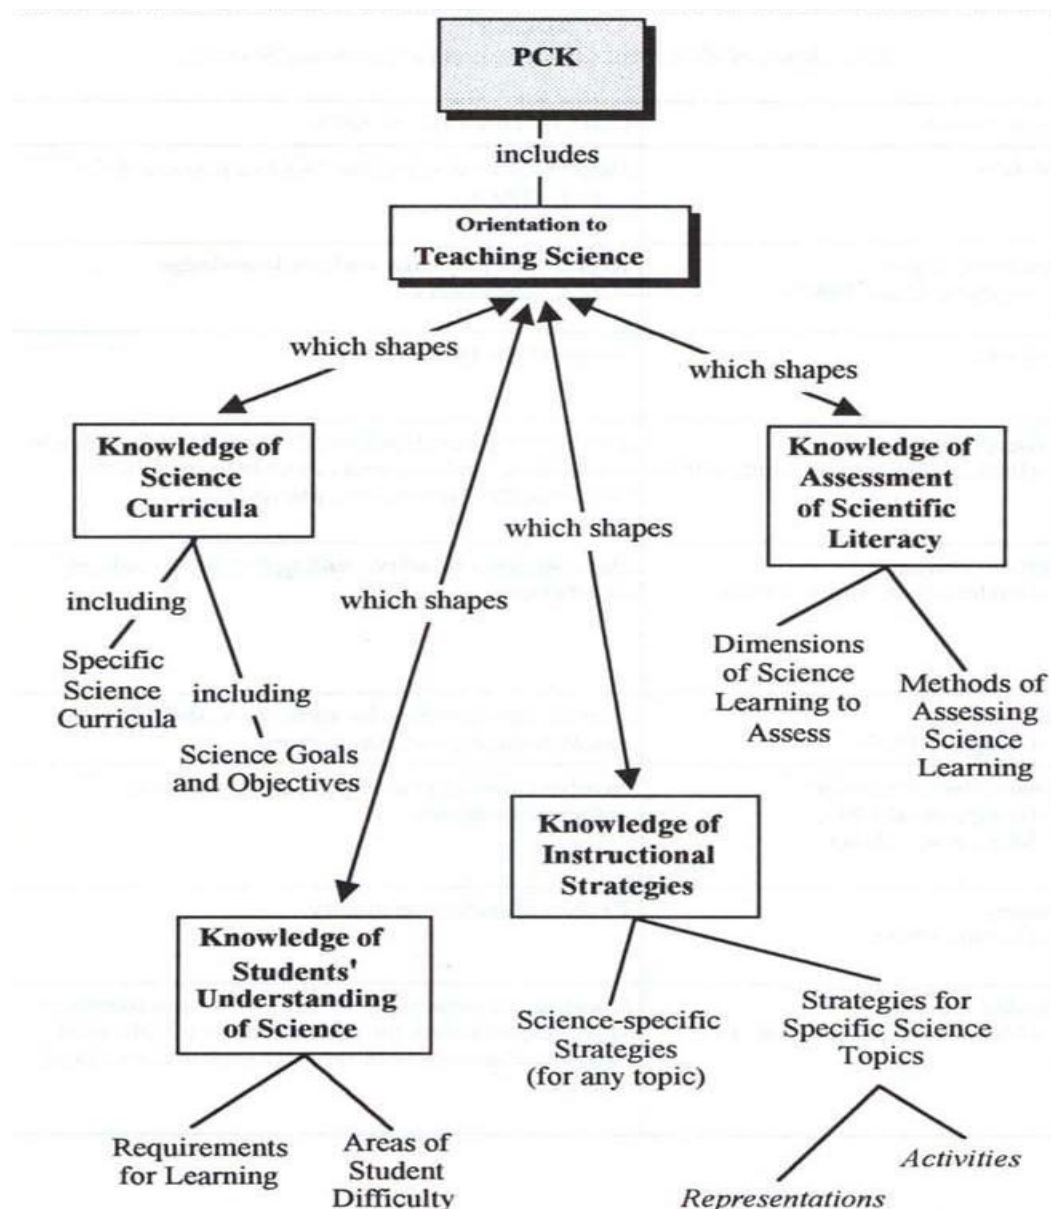 PCK
includes
Orientation to
Teaching Science
which shapes
which shapes
which shapes
which shapes
Knowledge of
Science
Curricula
including
Specific
Science
Curricula
including
Science Goals
and Objectives
Knowledge of
Students'
Understanding
of Science
Requirements
for Learning
Areas of
Student
Difficulty
Knowledge of
Instructional
Strategies
Science-specific
Strategies
(for any topic)
Strategies for
Specific Science
Topics
Representations
Activities
Knowledge of
Assessment
of Scientific
Literacy
Dimensions
of Science
Learning to
Assess
Methods of
Assessing
Science
Learning